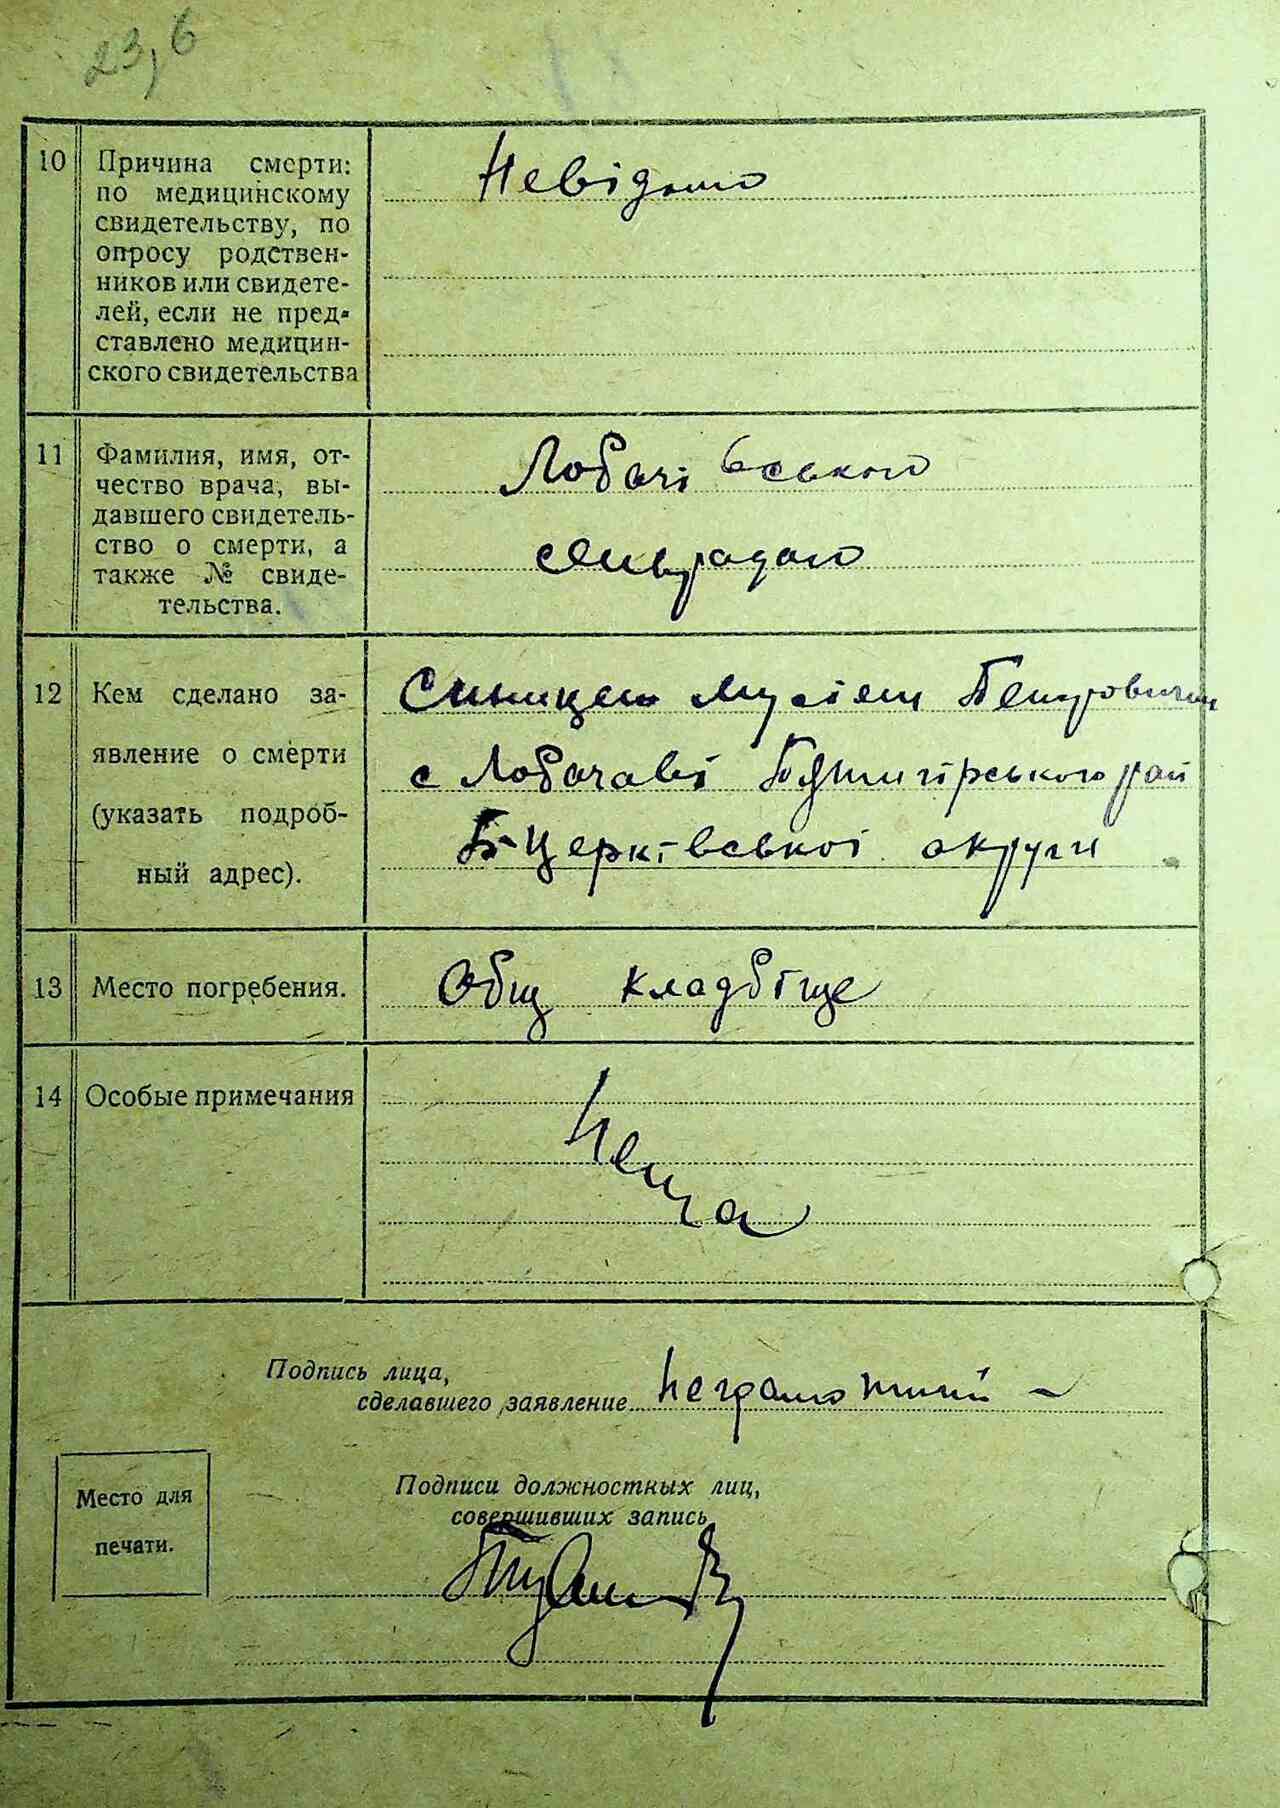 23,6
10 Причина смерти: Невідомо
по медицинскому
свидетельству, по
опросу родствен-
ников или свидете-
лей, если не пред-
ставлено медицин-
ского свидетельства
11 Фамилия, имя, от- Лобачівського
чество врача, вы-
давшего свидетель-
ство о смерти, а сільрадою
также № свиде-
тельства.
12 Кем сделано за- Синицею Мусієм Петровичем
явление о смерти с Лобачаві П'ятигірського рай
(указать подроб- Б-Церківської округи
ный адрес).
13 Место погребения. Общ кладбіще
14 Особые примечания
Нема
Подпись лица,
сделавшего заявление неграмотний -
Подписи должностных лиц,
совершивших запись
Место для
печати.